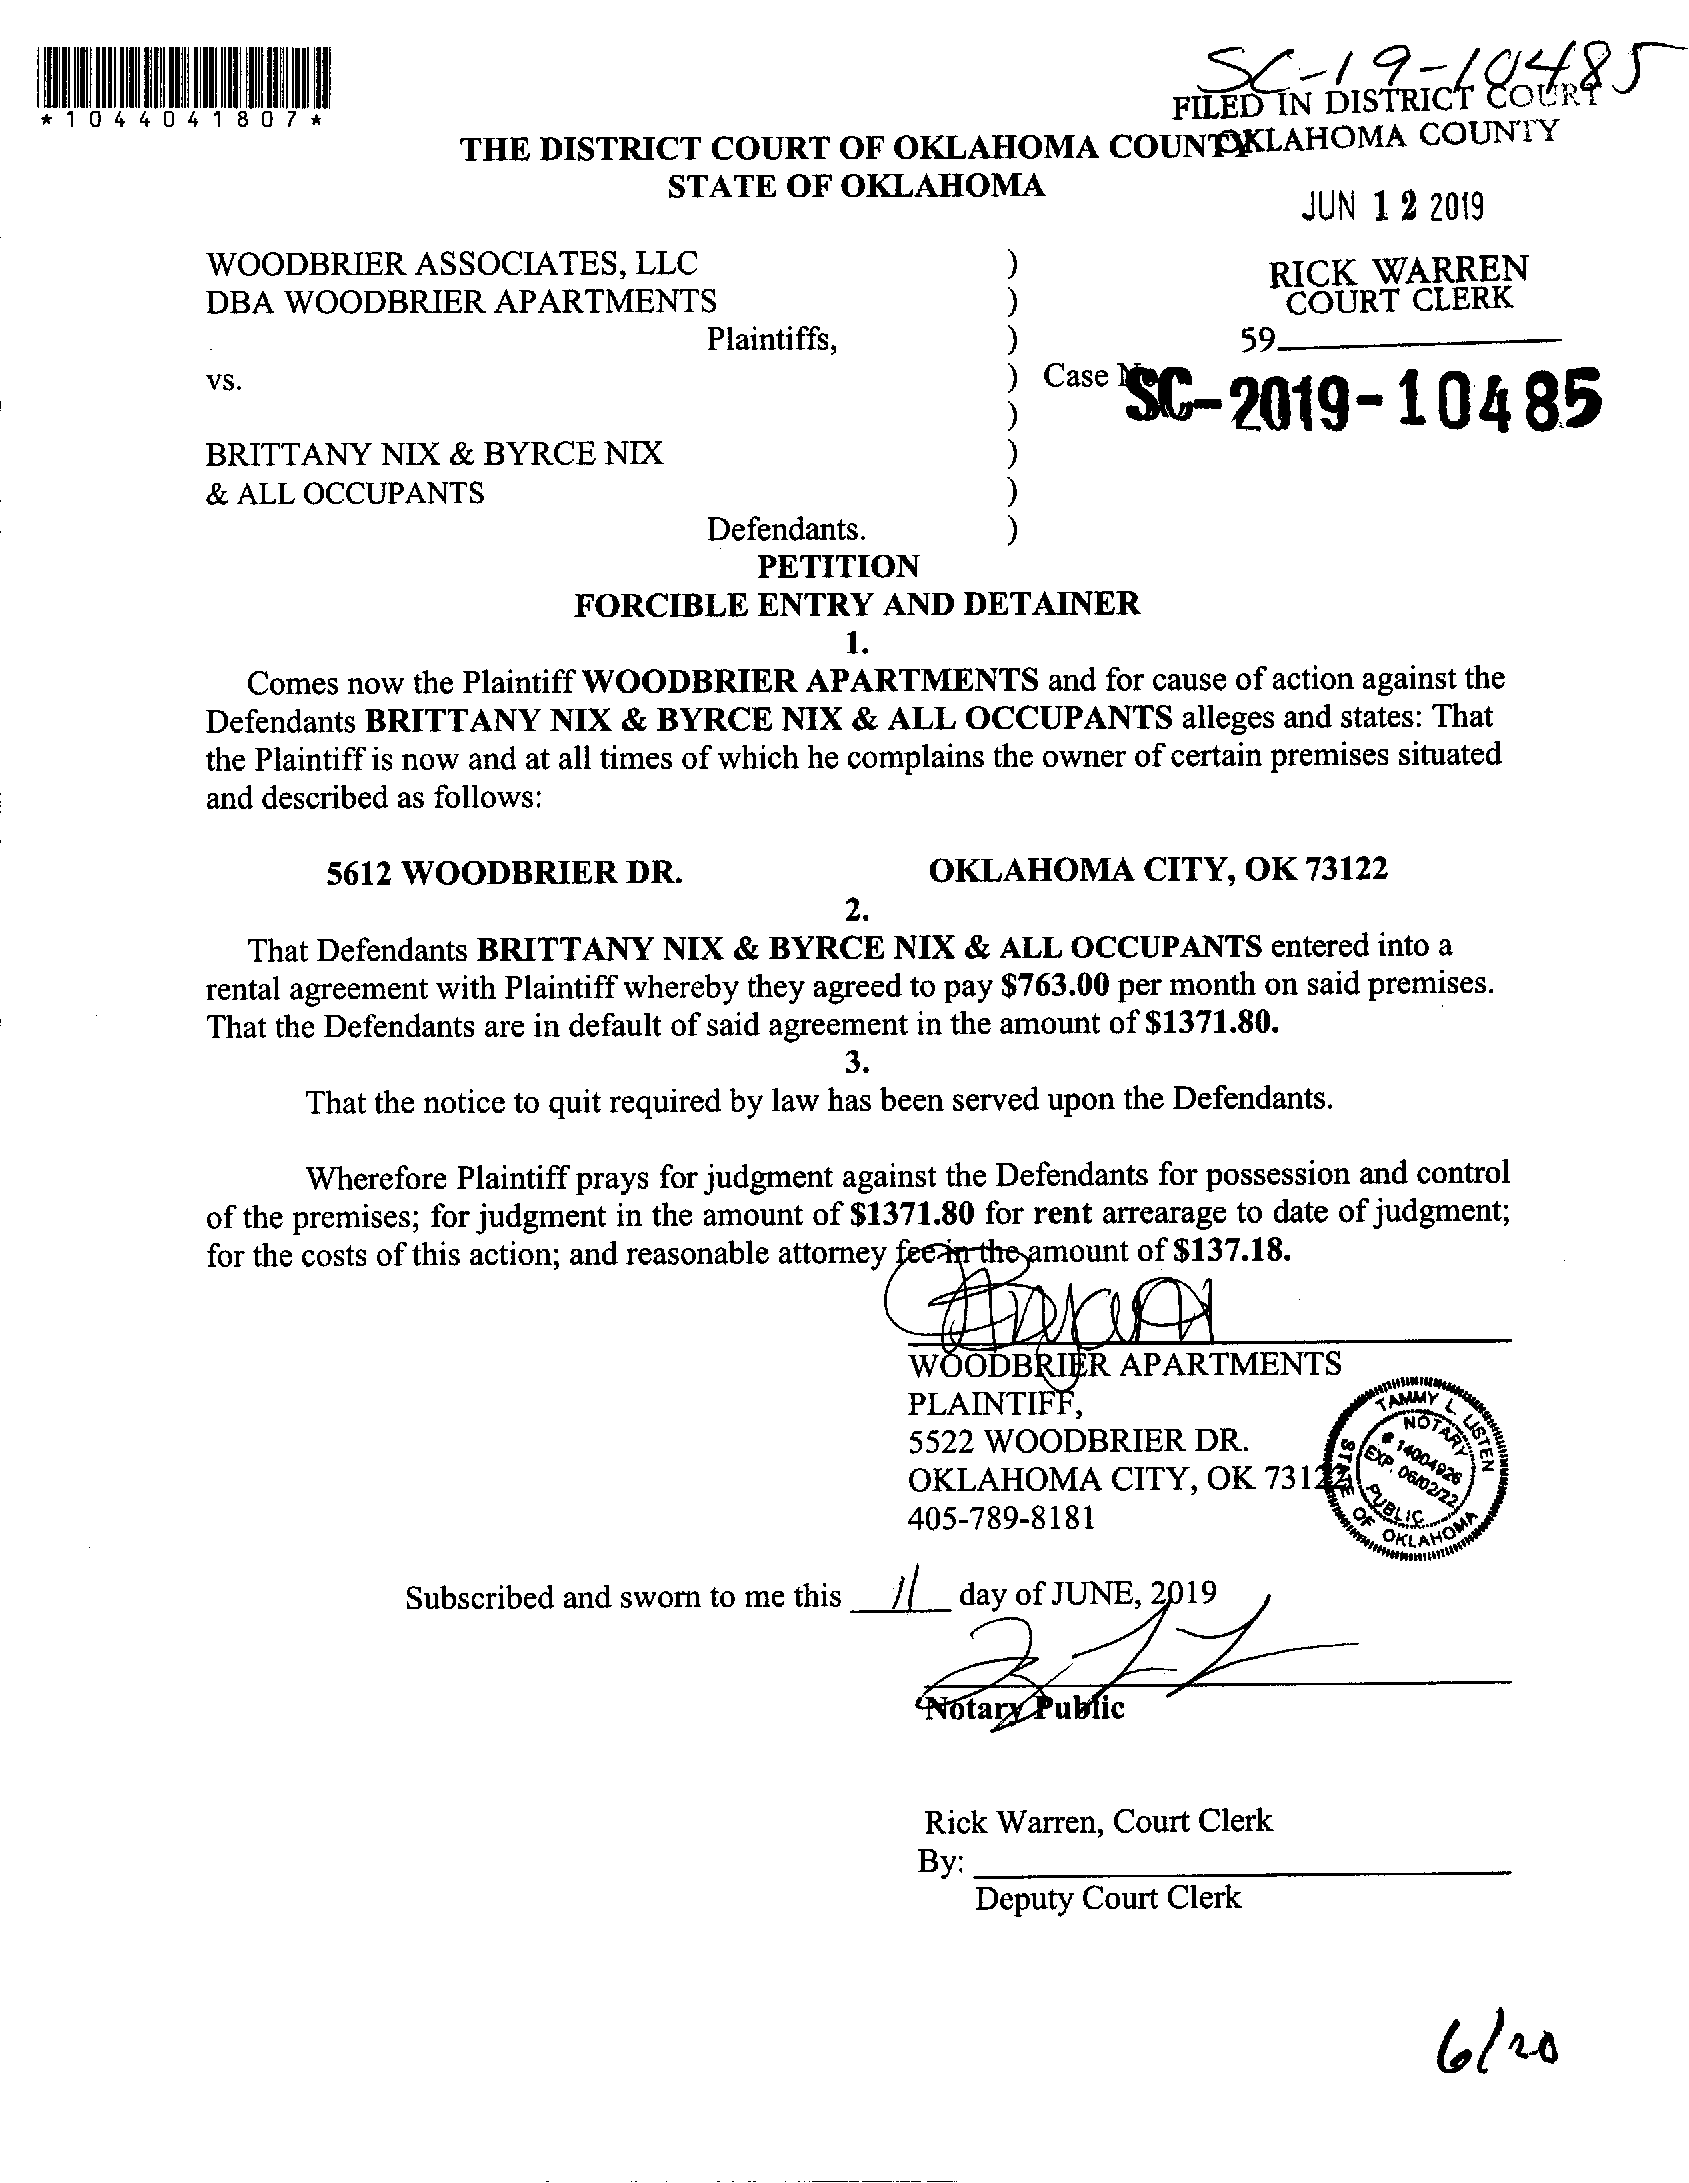 SC-19-10485
*1044041807*
FILED IN DISTRICT COURT
OKLAHOMA COUNTY
THE DISTRICT COURT OF OKLAHOMA COUNTY
STATE OF OKLAHOMA
JUN 12 2019
WOODBRIER ASSOCIATES, LLC )
DBA WOODBRIER APARTMENTS )
RICK WARREN
COURT CLERK
Plaintiffs, )
59
vs. ) Case No.
SC-2019-10485
)
BRITTANY NIX & BYRCE NIX )
& ALL OCCUPANTS )
Defendants. )
PETITION
FORCIBLE ENTRY AND DETAINER
1.
Comes now the Plaintiff WOODBRIER APARTMENTS and for cause of action against the
Defendants BRITTANY NIX & BYRCE NIX & ALL OCCUPANTS alleges and states: That
the Plaintiff is now and at all times of which he complains the owner of certain premises situated
and described as follows:
5612 WOODBRIER DR. OKLAHOMA CITY, OK 73122
2.
That Defendants BRITTANY NIX & BYRCE NIX & ALL OCCUPANTS entered into a
rental agreement with Plaintiff whereby they agreed to pay $763.00 per month on said premises.
That the Defendants are in default of said agreement in the amount of $1371.80.
3.
That the notice to quit required by law has been served upon the Defendants.
Wherefore Plaintiff prays for judgment against the Defendants for possession and control
of the premises; for judgment in the amount of $1371.80 for rent arrearage to date of judgment;
for the costs of this action; and reasonable attorney fee in the amount of $137.18.
WOODBRIER APARTMENTS
PLAINTIFF,
5522 WOODBRIER DR.
OKLAHOMA CITY, OK 73122
405-789-8181
TAMMY L. LISTEN
NOTARY
# 14004926
EXP. 06/02/22
PUBLIC
STATE OF OKLAHOMA
Subscribed and sworn to me this 11 day of JUNE, 2019
Notary Public
Rick Warren, Court Clerk
By:
Deputy Court Clerk
6/20